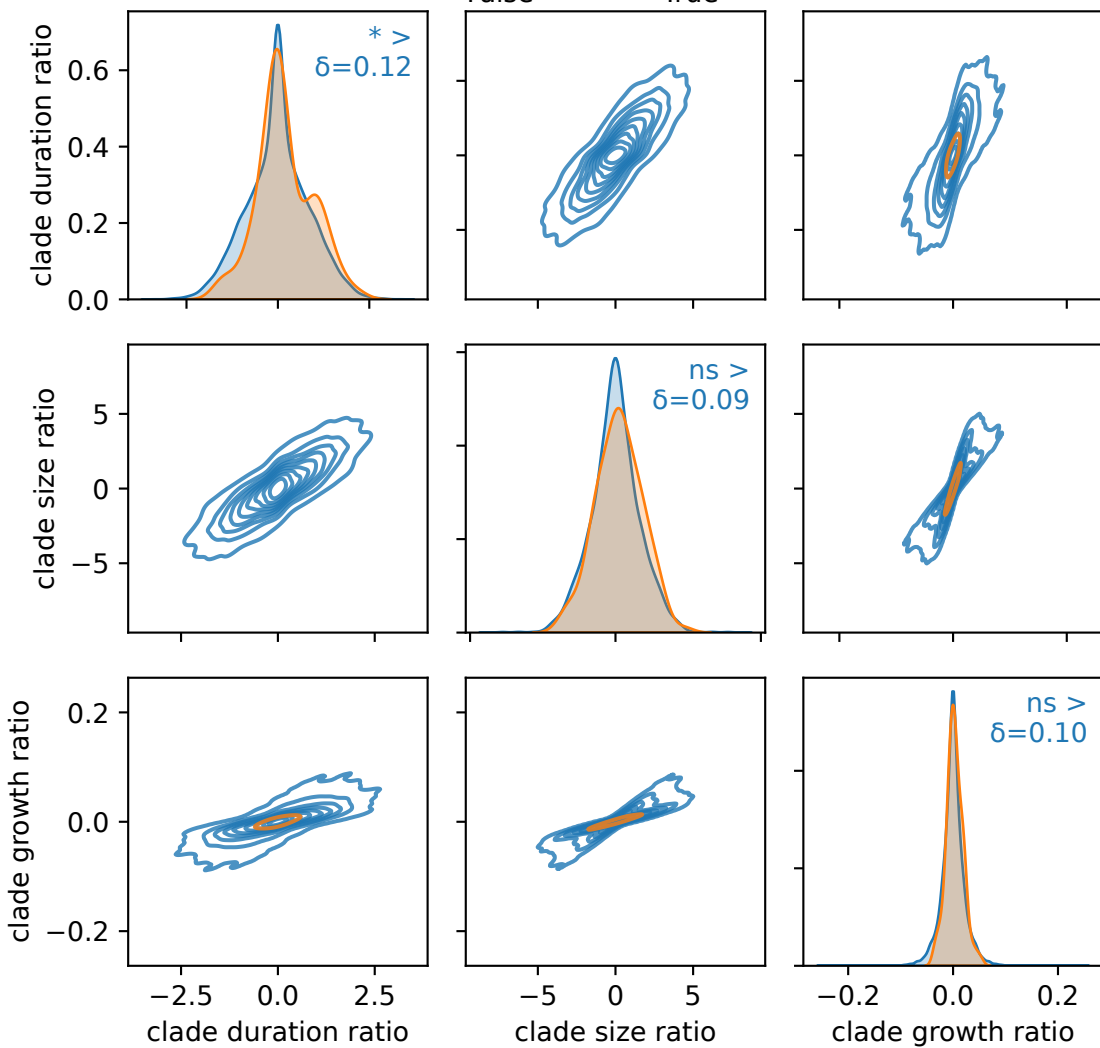 clade duration ratio
0.6
0.4
0.2
0.0
* >
δ=0.12
clade size ratio
5
0
−5
ns >
δ=0.09
clade growth ratio
0.2
0.0
−0.2
ns >
δ=0.10
−2.5 0.0 2.5
−5 0 5
−0.2 0.0 0.2
clade duration ratio
clade size ratio
clade growth ratio